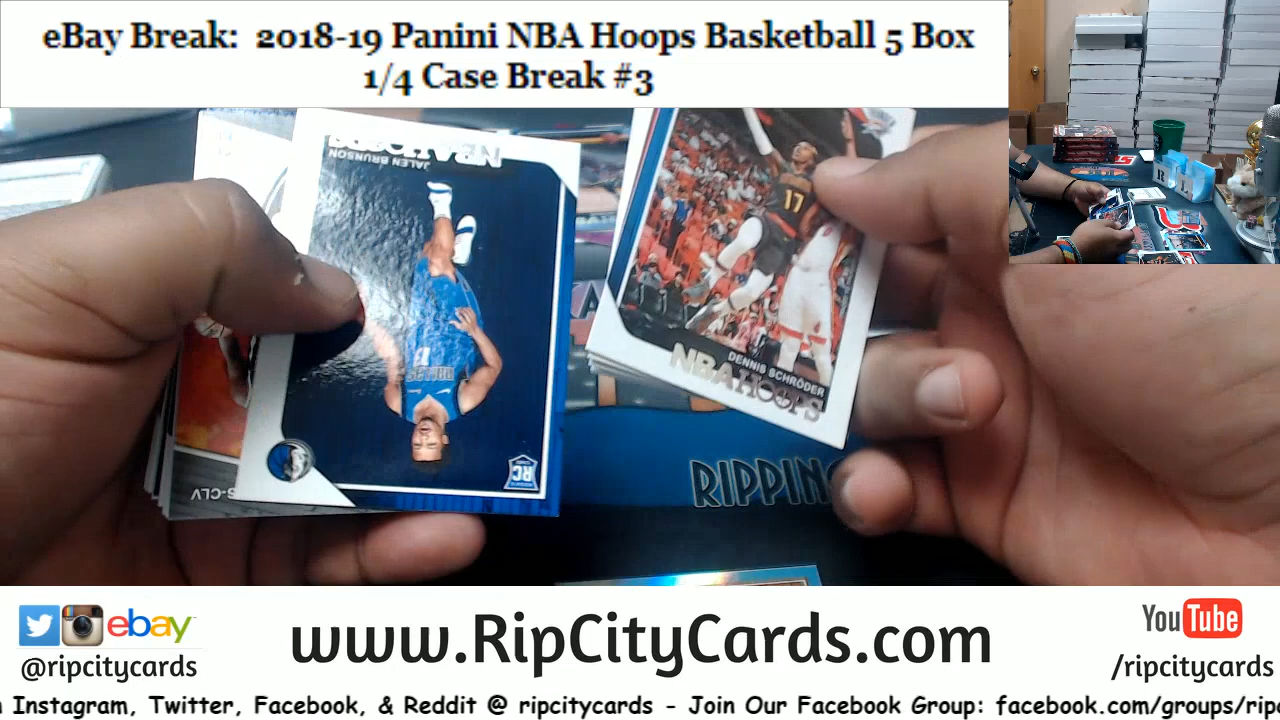 eBay Break: 2018-19 Panini NBA Hoops Basketball 5 Box
1/4 Case Break #3
NBA HOOPS
JALEN BRUNSON
RC
17
DENNIS SCHRÖDER
NBA HOOPS
RIPPIN
ebay
@ripcitycards
www.RipCityCards.com
YouTube
/ripcitycards
Instagram, Twitter, Facebook, & Reddit @ ripcitycards - Join Our Facebook Group: facebook.com/groups/rip